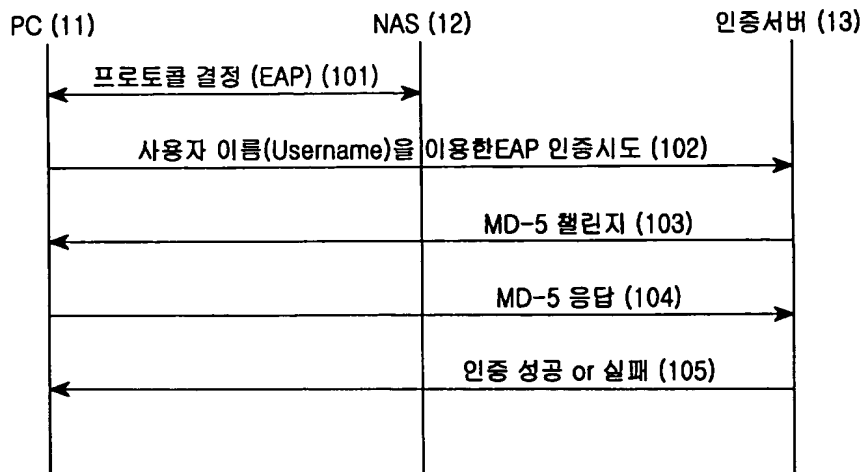 PC (11)
NAS (12)
인증서버 (13)
프로토콜 결정 (EAP) (101)
사용자 이름(Username)을 이용한EAP 인증시도 (102)
MD-5 챌린지 (103)
MD-5 응답 (104)
인증 성공 or 실패 (105)